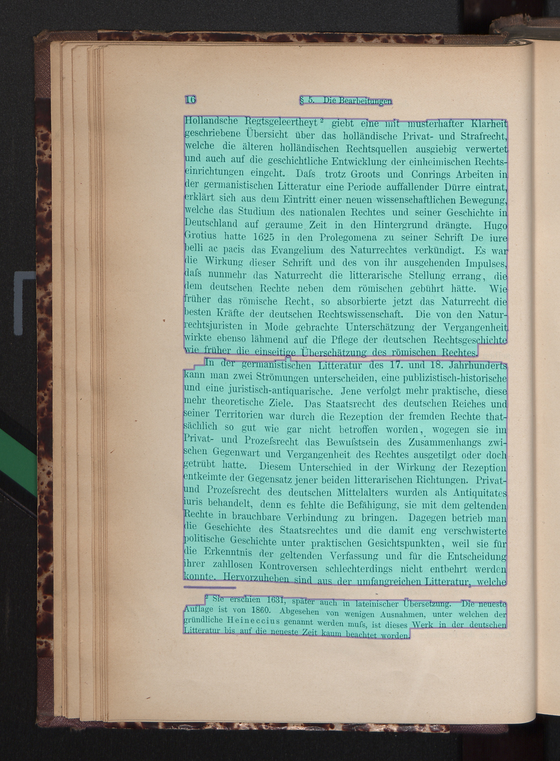 16
§ 5. Die Bearbeitungen
Hollandsche Regtsgeleertheyt ² giebt eine mit musterhafter Klarheit
geschriebene Übersicht über das holländische Privat- und Strafrecht,
welche die älteren holländischen Rechtsquellen ausgiebig verwertet
und auch auf die geschichtliche Entwicklung der einheimischen Rechts-
einrichtungen eingeht. Daſs trotz Groots und Conrings Arbeiten in
der germanistischen Litteratur eine Periode auffallender Dürre eintrat,
erklärt sich aus dem Eintritt einer neuen wissenschaftlichen Bewegung,
welche das Studium des nationalen Rechtes und seiner Geschichte in
Deutschland auf geraume Zeit in den Hintergrund drängte. Hugo
Grotius hatte 1625 in den Prolegomena zu seiner Schrift De iure
belli ac pacis das Evangelium des Naturrechtes verkündigt. Es war
die Wirkung dieser Schrift und des von ihr ausgehenden Impulses,
daſs nunmehr das Naturrecht die litterarische Stellung errang, die
dem deutschen Rechte neben dem römischen gebührt hätte. Wie
früher das römische Recht, so absorbierte jetzt das Naturrecht die
besten Kräfte der deutschen Rechtswissenschaft. Die von den Natur-
rechtsjuristen in Mode gebrachte Unterschätzung der Vergangenheit
wirkte ebenso lähmend auf die Pflege der deutschen Rechtsgeschichte
wie früher die einseitige Überschätzung des römischen Rechtes.
In der germanistischen Litteratur des 17. und 18. Jahrhunderts
kann man zwei Strömungen unterscheiden, eine publizistisch-historische
und eine juristisch-antiquarische. Jene verfolgt mehr praktische, diese
mehr theoretische Ziele. Das Staatsrecht des deutschen Reiches und
seiner Territorien war durch die Rezeption der fremden Rechte that-
sächlich so gut wie gar nicht betroffen worden, wogegen sie im
Privat- und Prozeſsrecht das Bewuſstsein des Zusammenhangs zwi-
schen Gegenwart und Vergangenheit des Rechtes ausgetilgt oder doch
getrübt hatte. Diesem Unterschied in der Wirkung der Rezeption
entkeimte der Gegensatz jener beiden litterarischen Richtungen. Privat-
und Prozeſsrecht des deutschen Mittelalters wurden als Antiquitates
iuris behandelt, denn es fehlte die Befähigung, sie mit dem geltenden
Rechte in brauchbare Verbindung zu bringen. Dagegen betrieb man
die Geschichte des Staatsrechtes und die damit eng verschwisterte
politische Geschichte unter praktischen Gesichtspunkten, weil sie für
die Erkenntnis der geltenden Verfassung und für die Entscheidung
ihrer zahllosen Kontroversen schlechterdings nicht entbehrt werden
konnte. Hervorzuheben sind aus der umfangreichen Litteratur, welche
² Sie erschien 1631, später auch in lateinischer Übersetzung. Die neueste
Auflage ist von 1860. Abgesehen von wenigen Ausnahmen, unter welchen der
gründliche Heineccius genannt werden muſs, ist dieses Werk in der deutschen
Litteratur bis auf die neueste Zeit kaum beachtet worden.